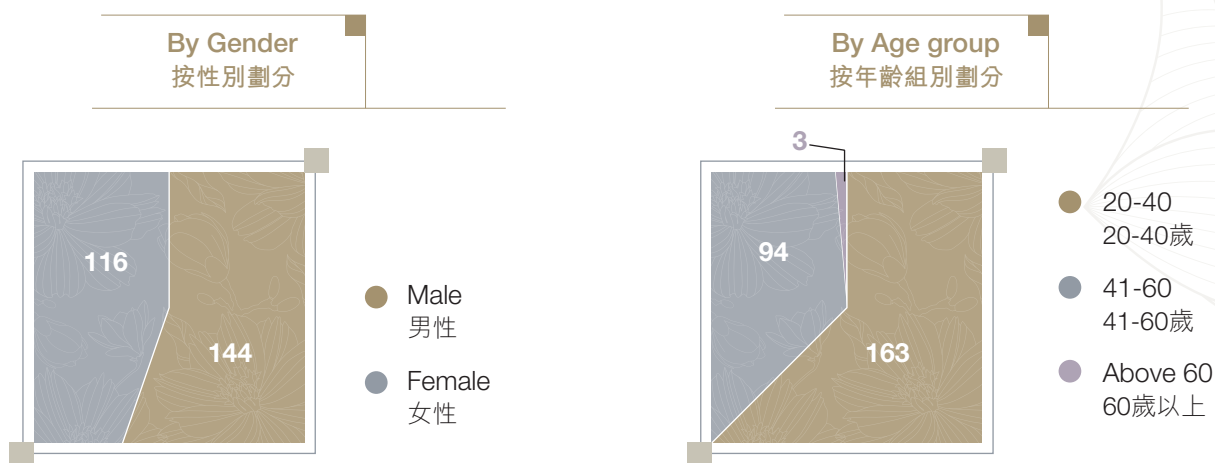 By Gender
按性別劃分
116
144
Male
男性
Female
女性
By Age group
按年齡組別劃分
3
94
163
20-40
20-40歲
41-60
41-60歲
Above 60
60歲以上